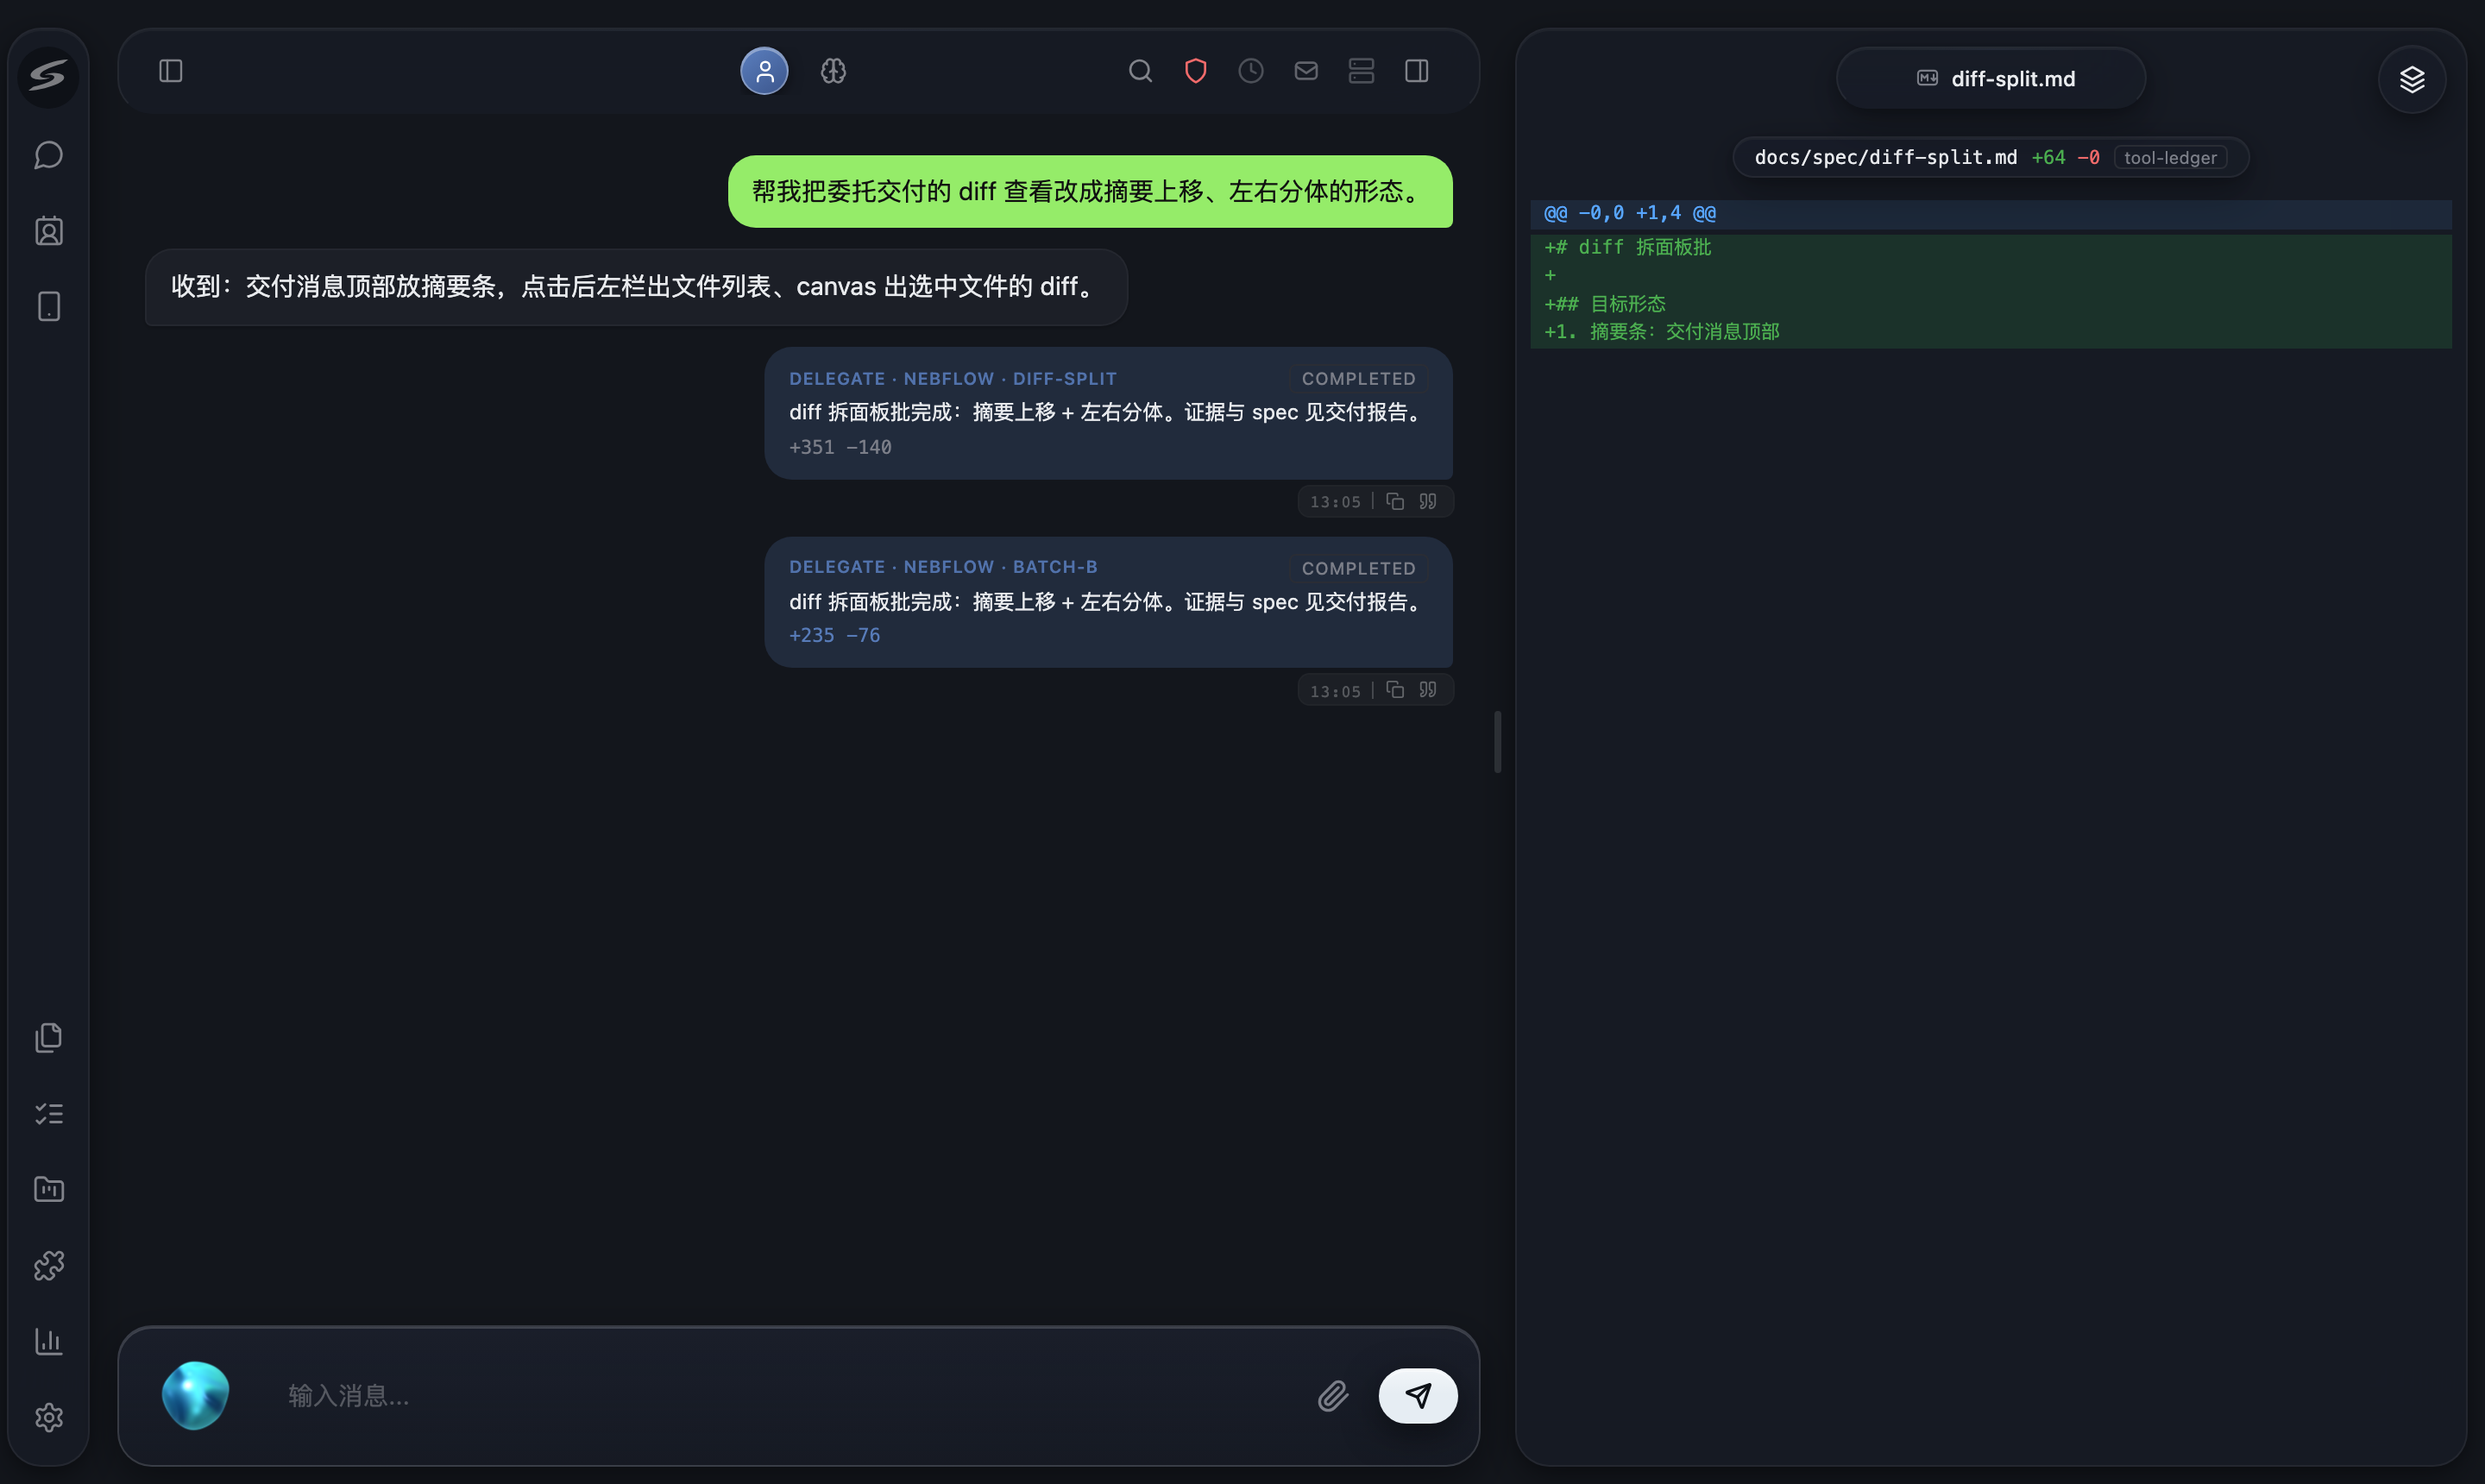 帮我把委托交付的 diff 查看改成摘要上移、左右分体的形态。
收到：交付消息顶部放摘要条，点击后左栏出文件列表、canvas 出选中文件的 diff。
DELEGATE · NEBFLOW · DIFF-SPLIT COMPLETED
diff 拆面板批完成：摘要上移 + 左右分体。证据与 spec 见交付报告。
+351 −140
13:05
DELEGATE · NEBFLOW · BATCH-B COMPLETED
diff 拆面板批完成：摘要上移 + 左右分体。证据与 spec 见交付报告。
+235 −76
13:05
输入消息...
diff-split.md
docs/spec/diff-split.md +64 −0 tool-ledger
@@ −0,0 +1,4 @@
+# diff 拆面板批
+
+## 目标形态
+1. 摘要条：交付消息顶部